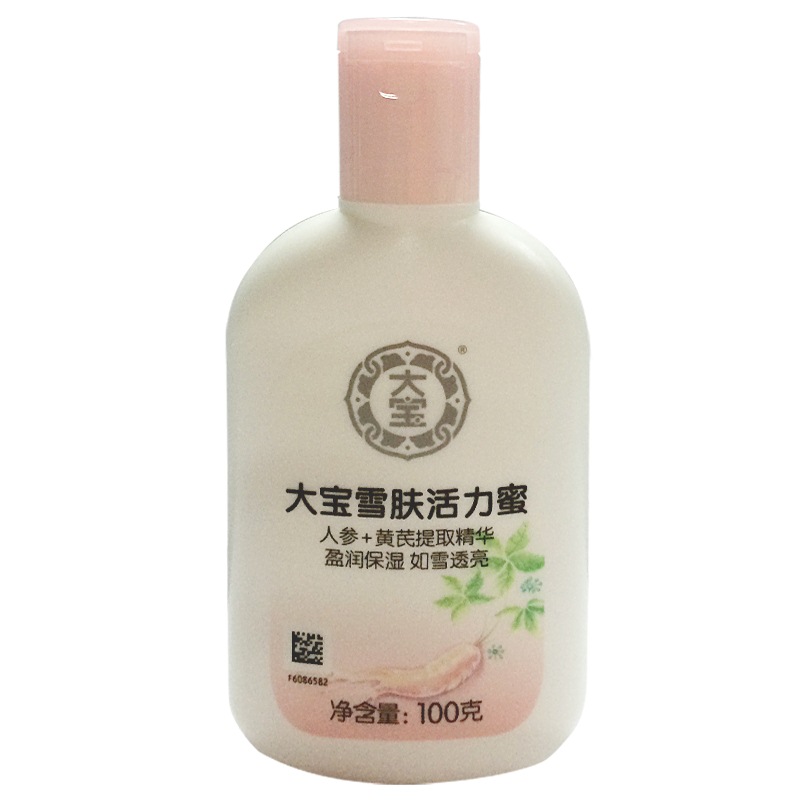 大宝
®
大宝雪肤活力蜜
人参+黄芪提取精华
盈润保湿 如雪透亮
F6086582
净含量：100克